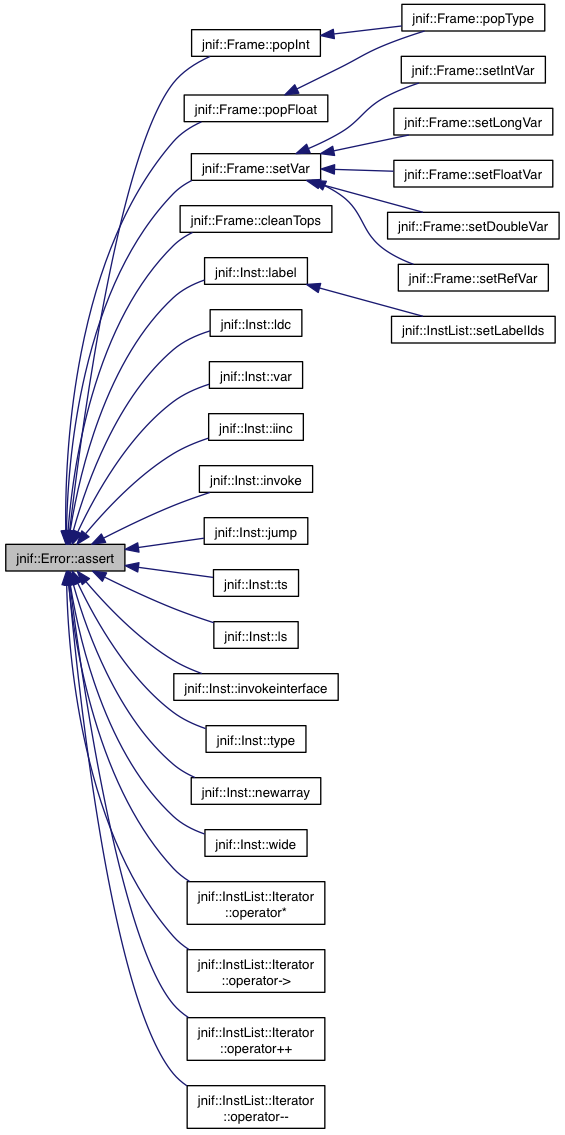 jnif::Frame::popType
jnif::Frame::popInt
jnif::Frame::setIntVar
jnif::Frame::popFloat
jnif::Frame::setLongVar
jnif::Frame::setVar
jnif::Frame::setFloatVar
jnif::Frame::cleanTops
jnif::Frame::setDoubleVar
jnif::Inst::label
jnif::Frame::setRefVar
jnif::Inst::ldc
jnif::InstList::setLabelIds
jnif::Inst::var
jnif::Inst::iinc
jnif::Inst::invoke
jnif::Inst::jump
jnif::Error::assert
jnif::Inst::ts
jnif::Inst::ls
jnif::Inst::invokeinterface
jnif::Inst::type
jnif::Inst::newarray
jnif::Inst::wide
jnif::InstList::Iterator
::operator*
jnif::InstList::Iterator
::operator->
jnif::InstList::Iterator
::operator++
jnif::InstList::Iterator
::operator--